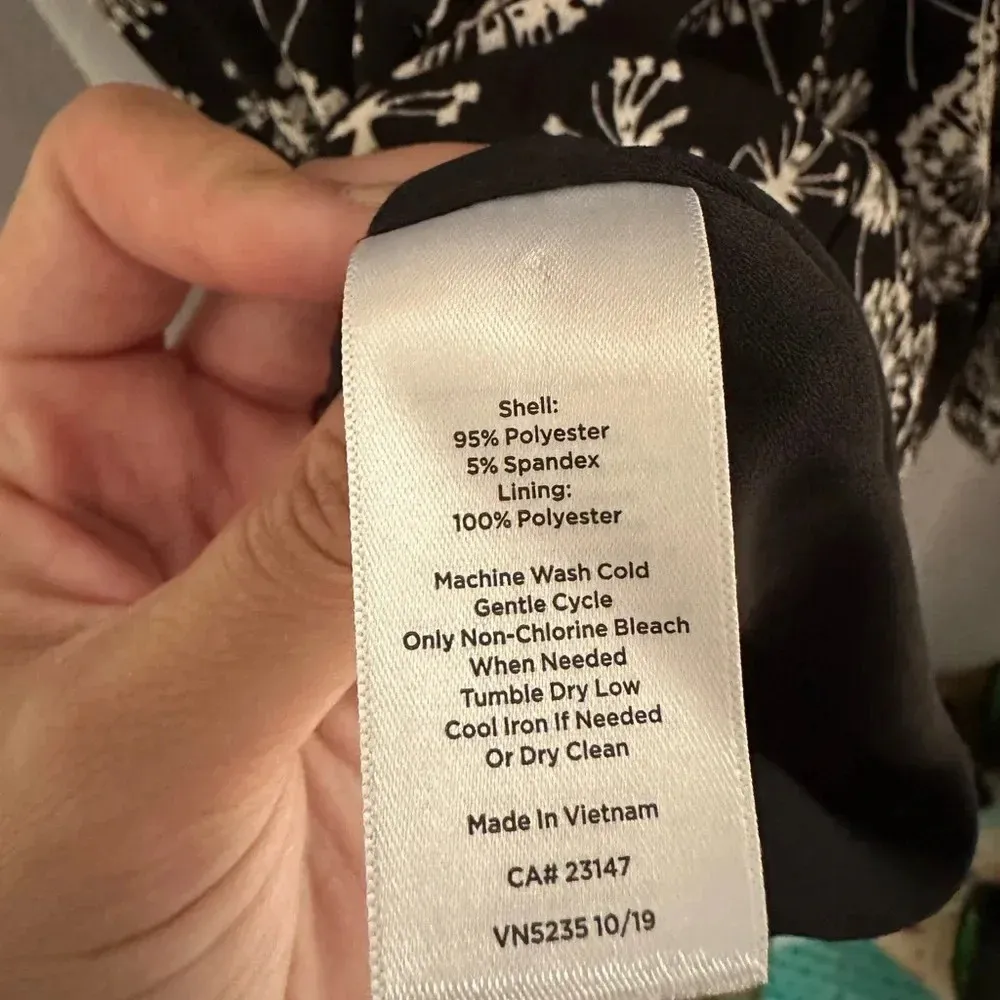 Shell:
95% Polyester
5% Spandex
Lining:
100% Polyester
Machine Wash Cold
Gentle Cycle
Only Non-Chlorine Bleach
When Needed
Tumble Dry Low
Cool Iron If Needed
Or Dry Clean
Made In Vietnam
CA# 23147
VN5235 10/19